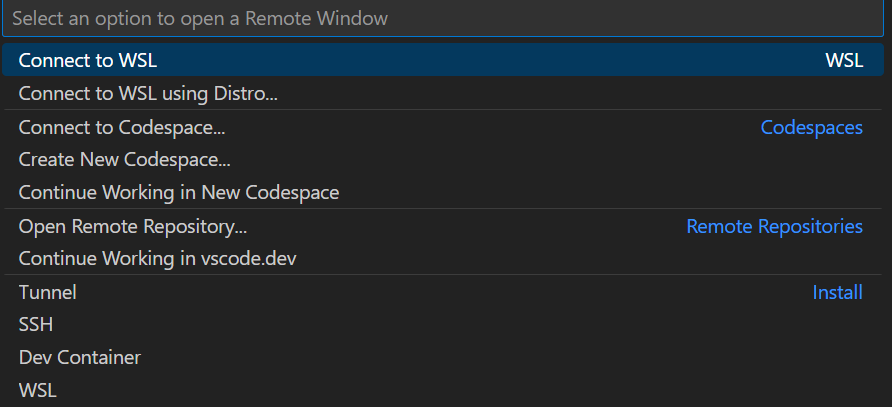 Select an option to open a Remote Window
Connect to WSL WSL
Connect to WSL using Distro...
Connect to Codespace... Codespaces
Create New Codespace...
Continue Working in New Codespace
Open Remote Repository... Remote Repositories
Continue Working in vscode.dev
Tunnel Install
SSH
Dev Container
WSL